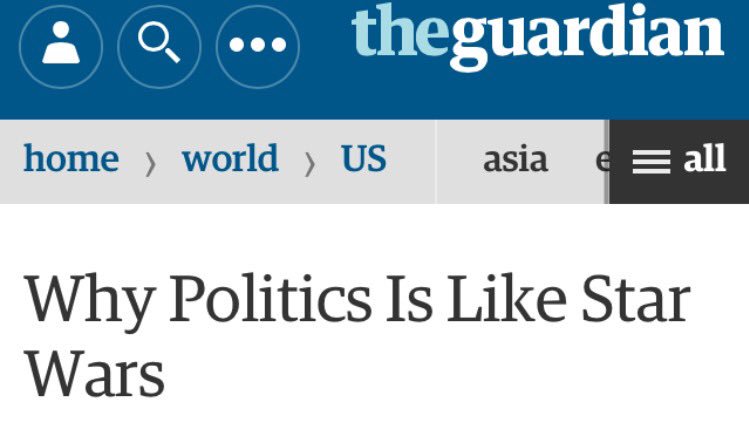 theguardian
home › world › US asia e all
Why Politics Is Like Star
Wars